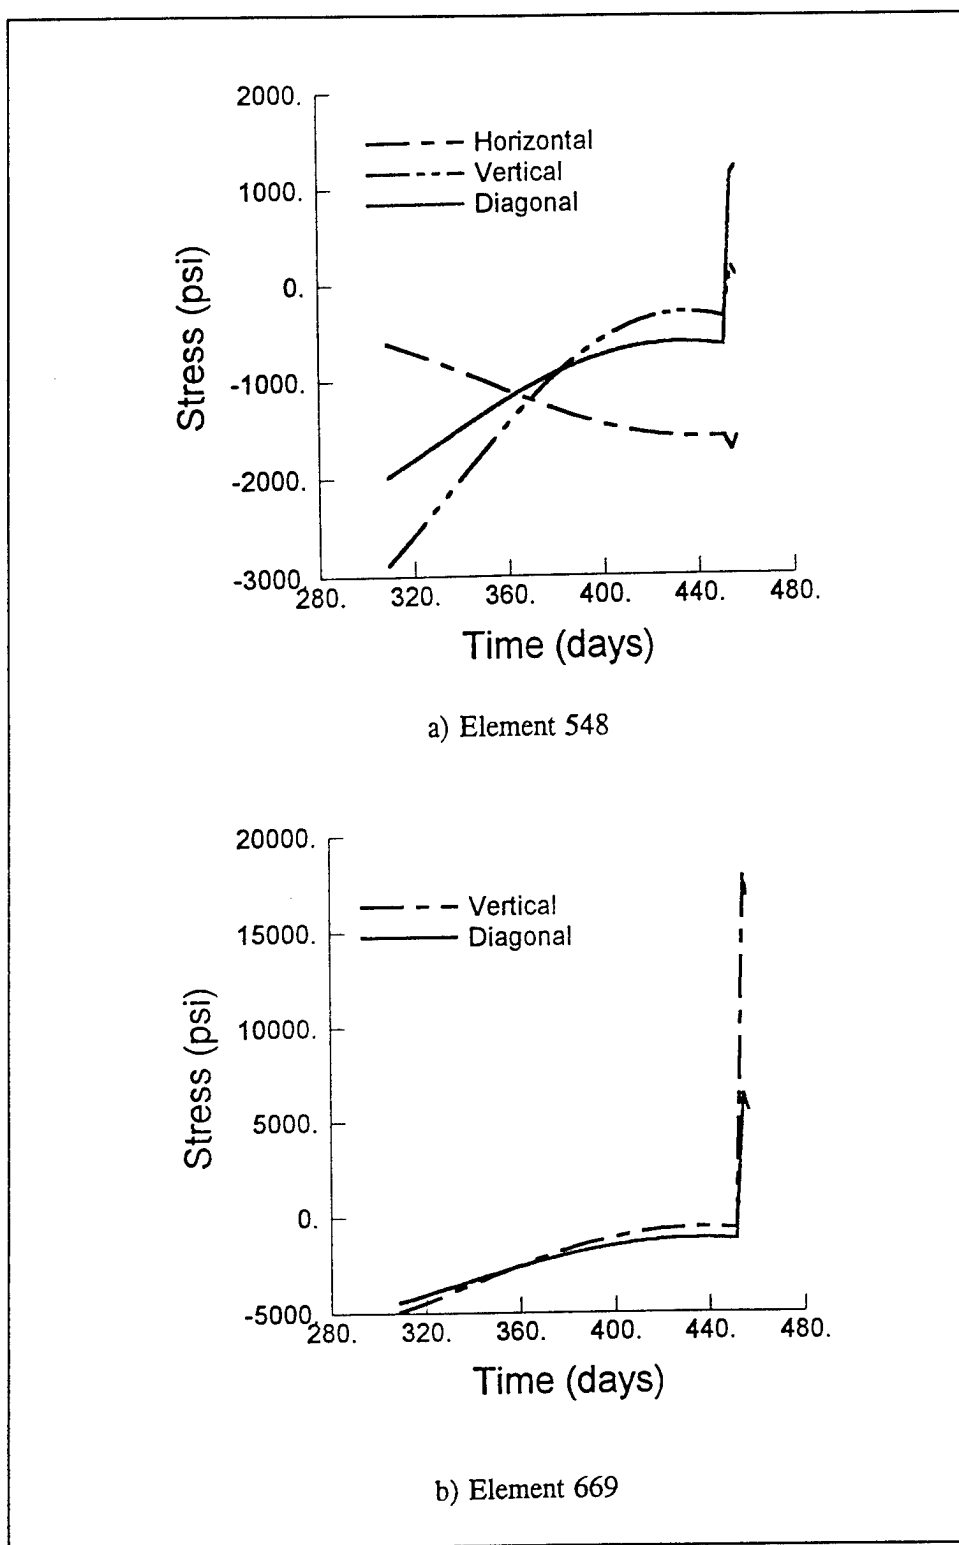 2000.
1000.
0.
-1000.
-2000.
-3000.
Stress (psi)
Horizontal
Vertical
Diagonal
280. 320. 360. 400. 440. 480.
Time (days)
a) Element 548
20000.
15000.
10000.
5000.
0.
-5000.
Stress (psi)
Vertical
Diagonal
280. 320. 360. 400. 440. 480.
Time (days)
b) Element 669